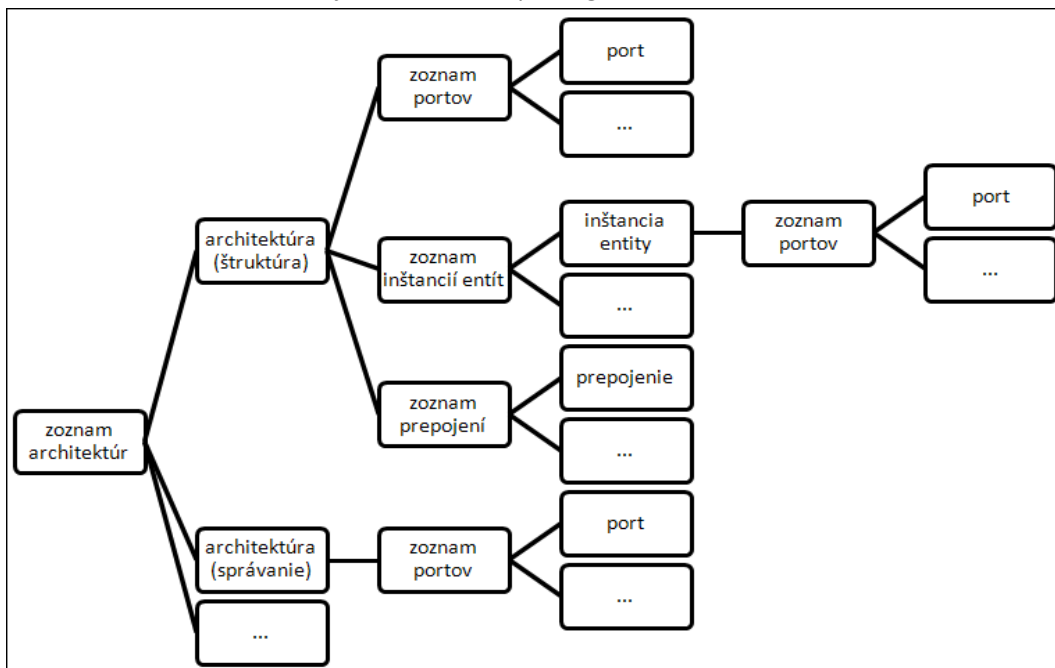 port
zoznam
portov
...
port
inštancia
entity
zoznam
portov
architektúra
(štruktúra)
zoznam
inštancií entít
...
...
prepojenie
zoznam
prepojení
zoznam
architektúr
...
port
architektúra
(správanie)
zoznam
portov
...
...